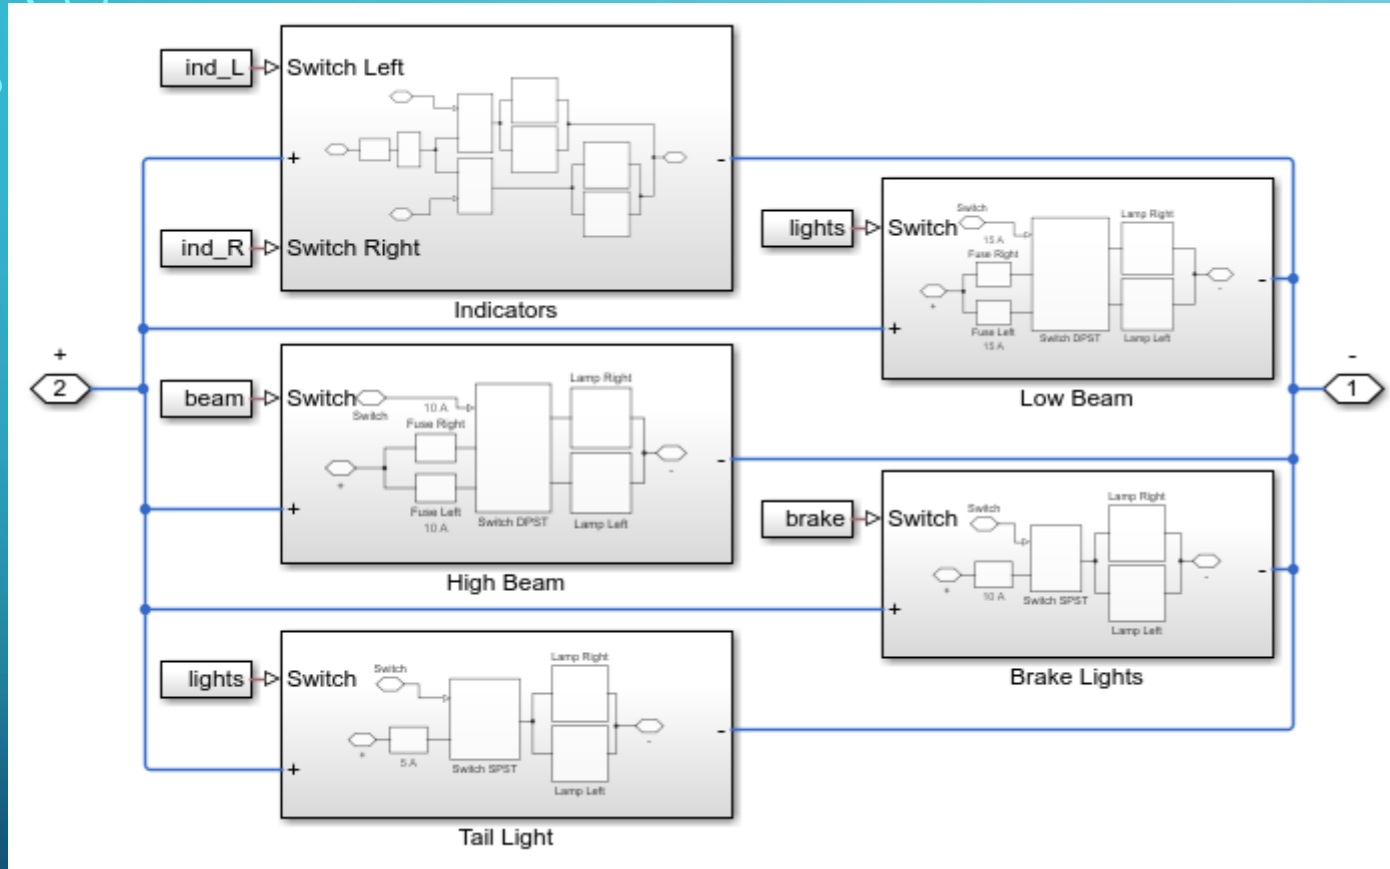 ind_L
Switch Left
+
-
ind_R
Switch Right
Indicators
lights
Switch
Switch
15 A
Fuse Right
Lamp Right
+
-
Fuse Left
15 A
Switch DPST
Lamp Left
-
+
Low Beam
+
2
-
1
beam
Switch
Switch
10 A
Fuse Right
Lamp Right
+
-
Fuse Left
10 A
Switch DPST
Lamp Left
+
-
High Beam
brake
Switch
Switch
Lamp Right
+
10 A
Switch SPST
-
Lamp Left
-
+
Brake Lights
lights
Switch
Switch
Lamp Right
+
5 A
Switch SPST
-
Lamp Left
+
-
Tail Light